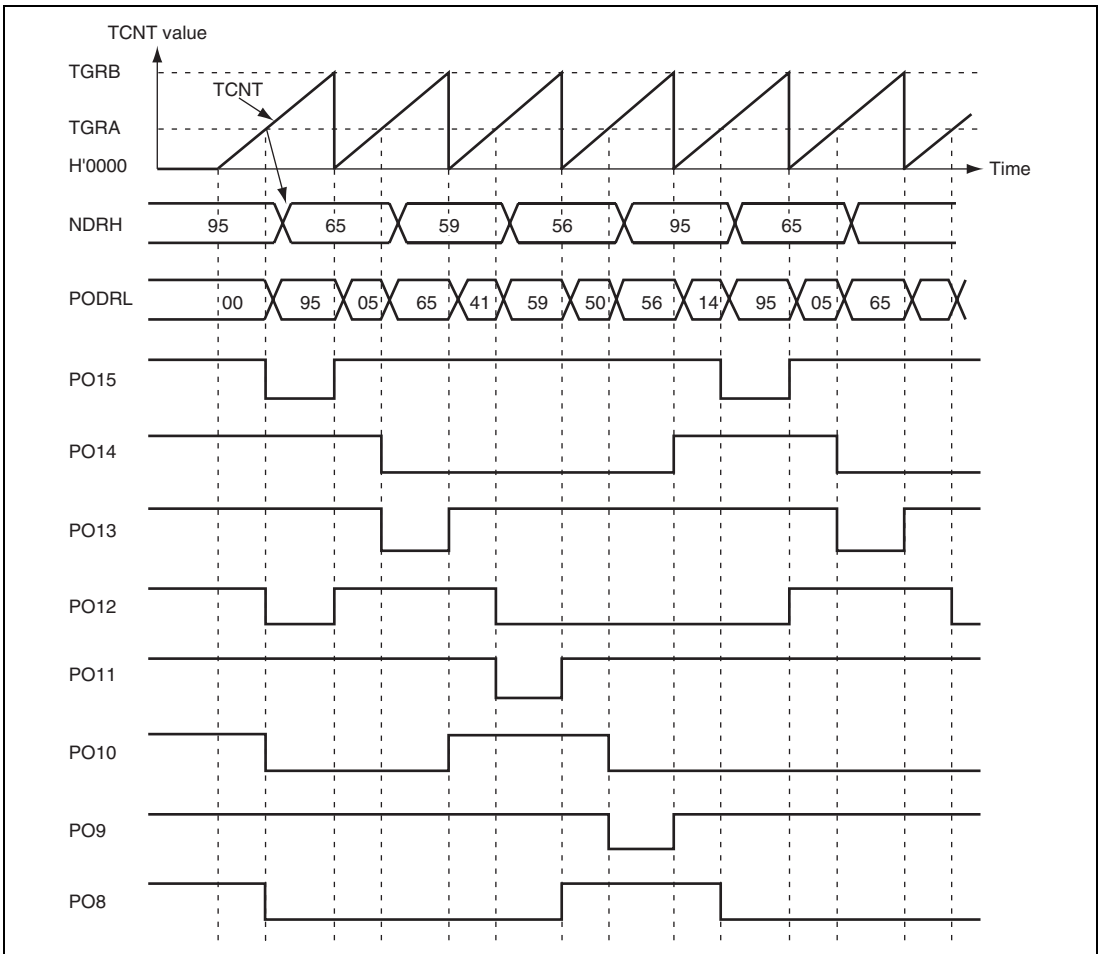 TCNT value
TGRB
TCNT
TGRA
H'0000
Time
NDRH 95 65 59 56 95 65
PODRL 00 95 05 65 41 59 50 56 14 95 05 65
PO15
PO14
PO13
PO12
PO11
PO10
PO9
PO8